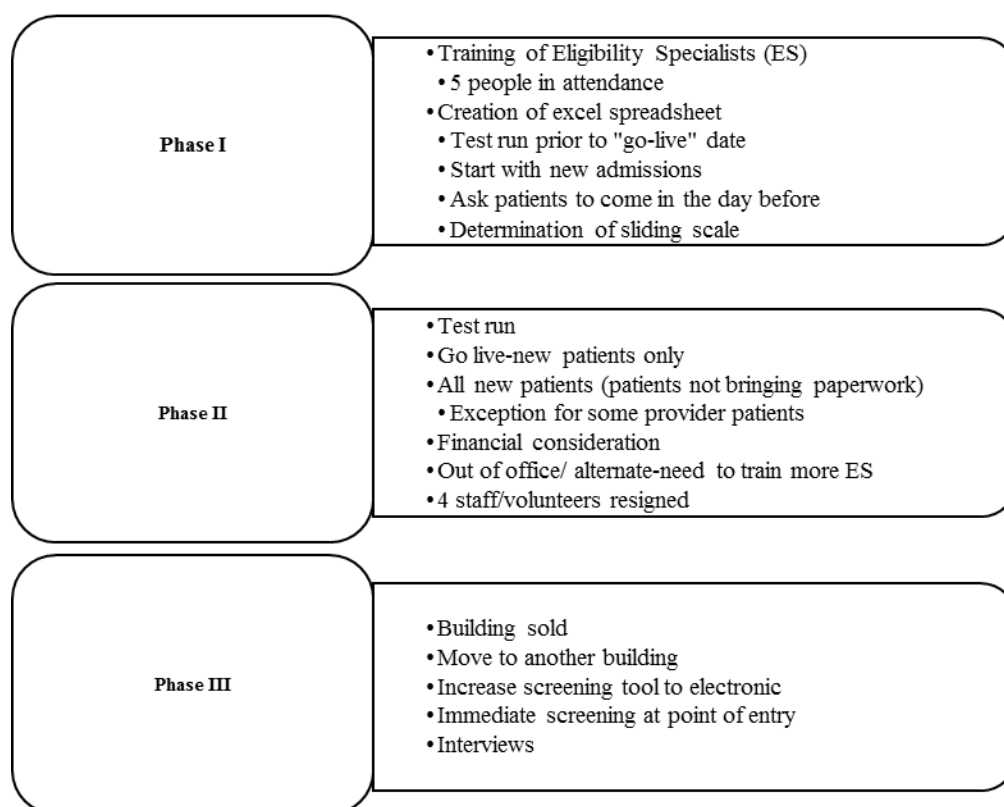 Phase I
•Training of Eligibility Specialists (ES)
•5 people in attendance
•Creation of excel spreadsheet
•Test run prior to "go-live" date
•Start with new admissions
•Ask patients to come in the day before
•Determination of sliding scale
Phase II
•Test run
•Go live-new patients only
•All new patients (patients not bringing paperwork)
•Exception for some provider patients
•Financial consideration
•Out of office/ alternate-need to train more ES
•4 staff/volunteers resigned
Phase III
•Building sold
•Move to another building
•Increase screening tool to electronic
•Immediate screening at point of entry
•Interviews